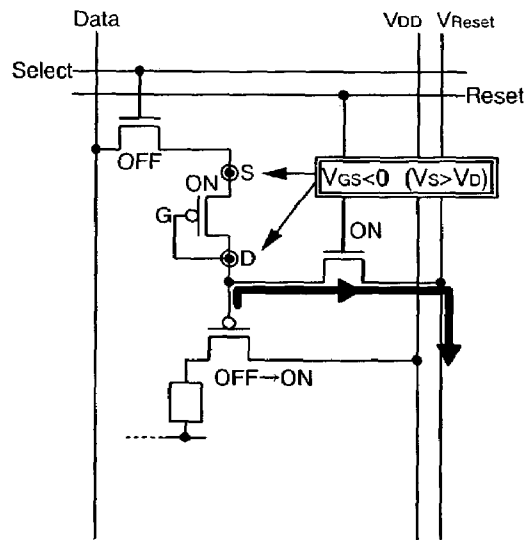 Data
VDD VReset
Select
Reset
OFF
S
VGS<0 (VS>VD)
ON
G
ON
D
OFF→ON